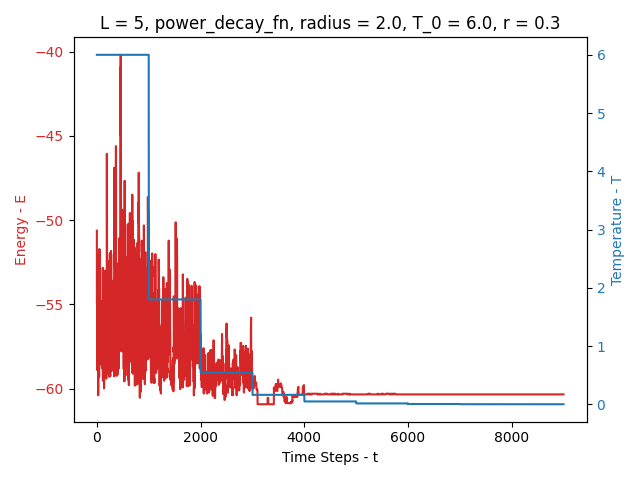 L = 5, power_decay_fn, radius = 2.0, T_0 = 6.0, r = 0.3
−40
−45
−50
−55
−60
Energy - E
6
5
4
3
2
1
0
Temperature - T
0 2000 4000 6000 8000
Time Steps - t